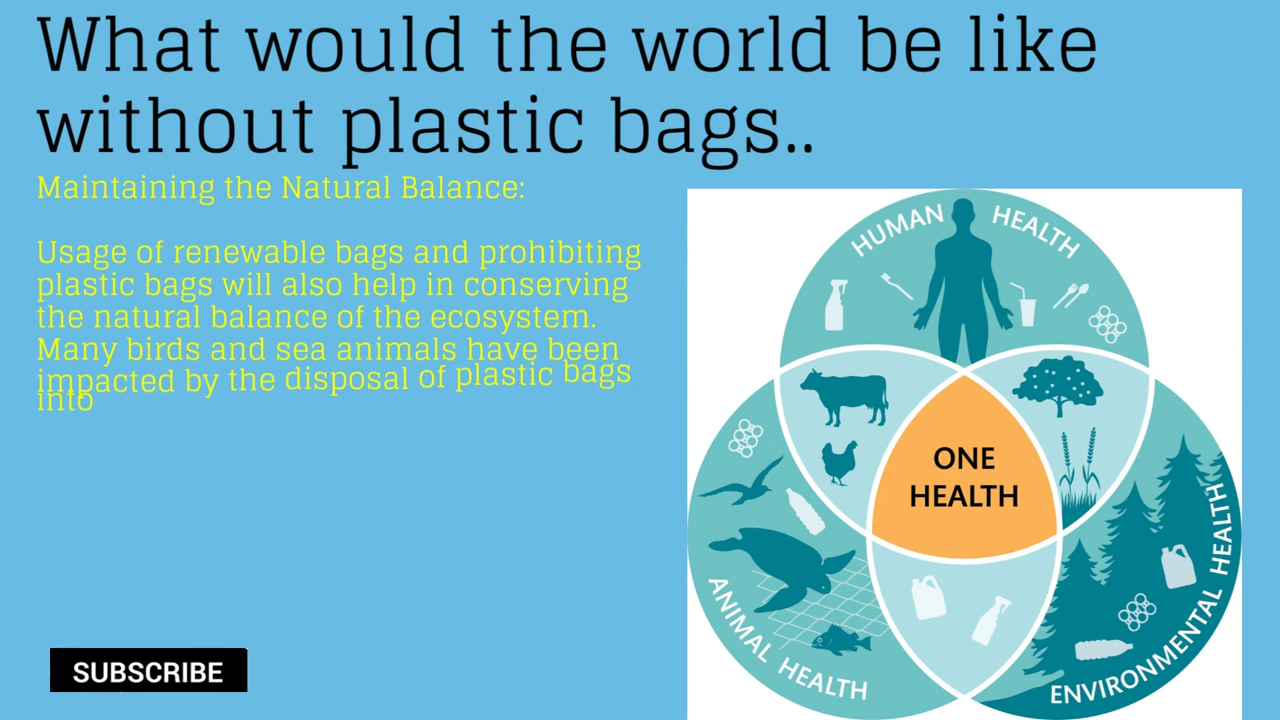 What would the world be like
without plastic bags..
Maintaining the Natural Balance:
Usage of renewable bags and prohibiting
plastic bags will also help in conserving
the natural balance of the ecosystem.
Many birds and sea animals have been
impacted by the disposal of plastic bags
into
HUMAN HEALTH
ONE
HEALTH
ANIMAL HEALTH
ENVIRONMENTAL HEALTH
SUBSCRIBE